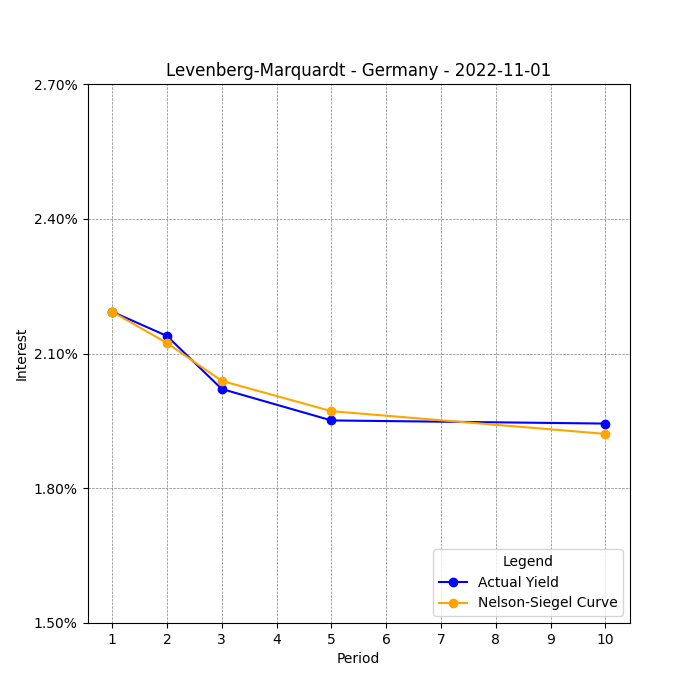 Levenberg-Marquardt - Germany - 2022-11-01
2.70%
2.40%
2.10%
1.80%
1.50%
Interest
1 2 3 4 5 6 7 8 9 10
Period
Legend
Actual Yield
Nelson-Siegel Curve